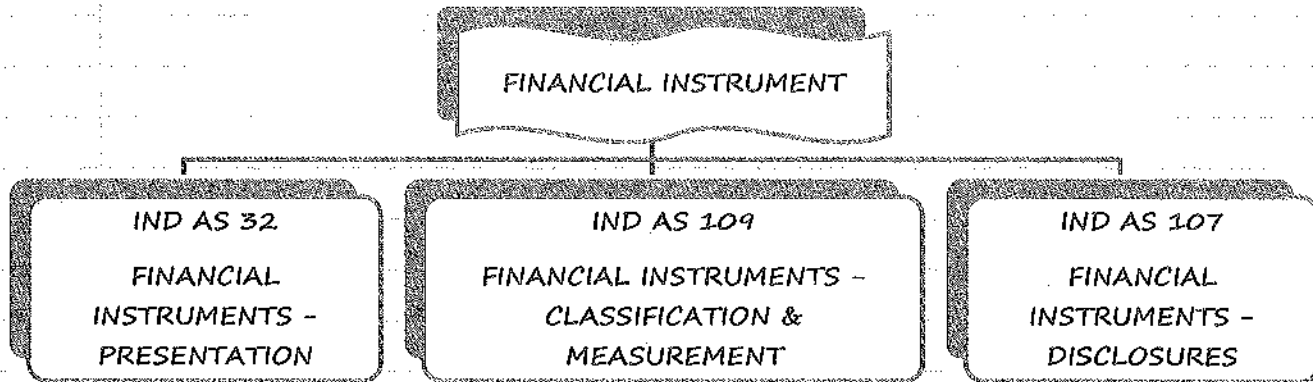 FINANCIAL INSTRUMENT
IND AS 32
FINANCIAL
INSTRUMENTS -
PRESENTATION
IND AS 109
FINANCIAL INSTRUMENTS -
CLASSIFICATION &
MEASUREMENT
IND AS 107
FINANCIAL
INSTRUMENTS -
DISCLOSURES